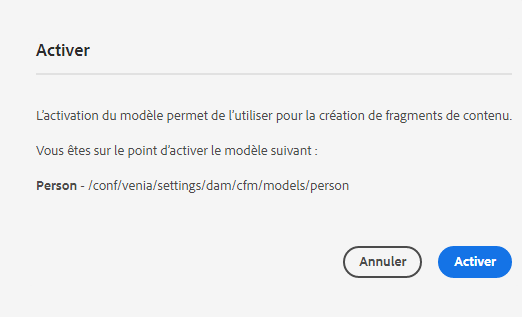 Activer
L’activation du modèle permet de l’utiliser pour la création de fragments de contenu.
Vous êtes sur le point d’activer le modèle suivant :
Person - /conf/venia/settings/dam/cfm/models/person
Annuler Activer